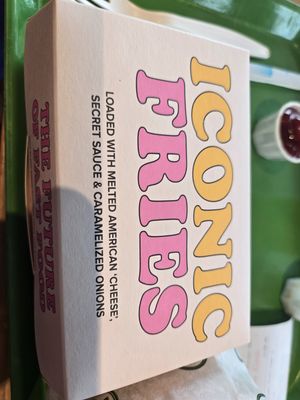 ICONIC
FRIES
LOADED WITH MELTED AMERICAN 'CHEESE',
SECRET SAUCE & CARAMELIZED ONIONS
THE FUTURE
OF FAST FOOD